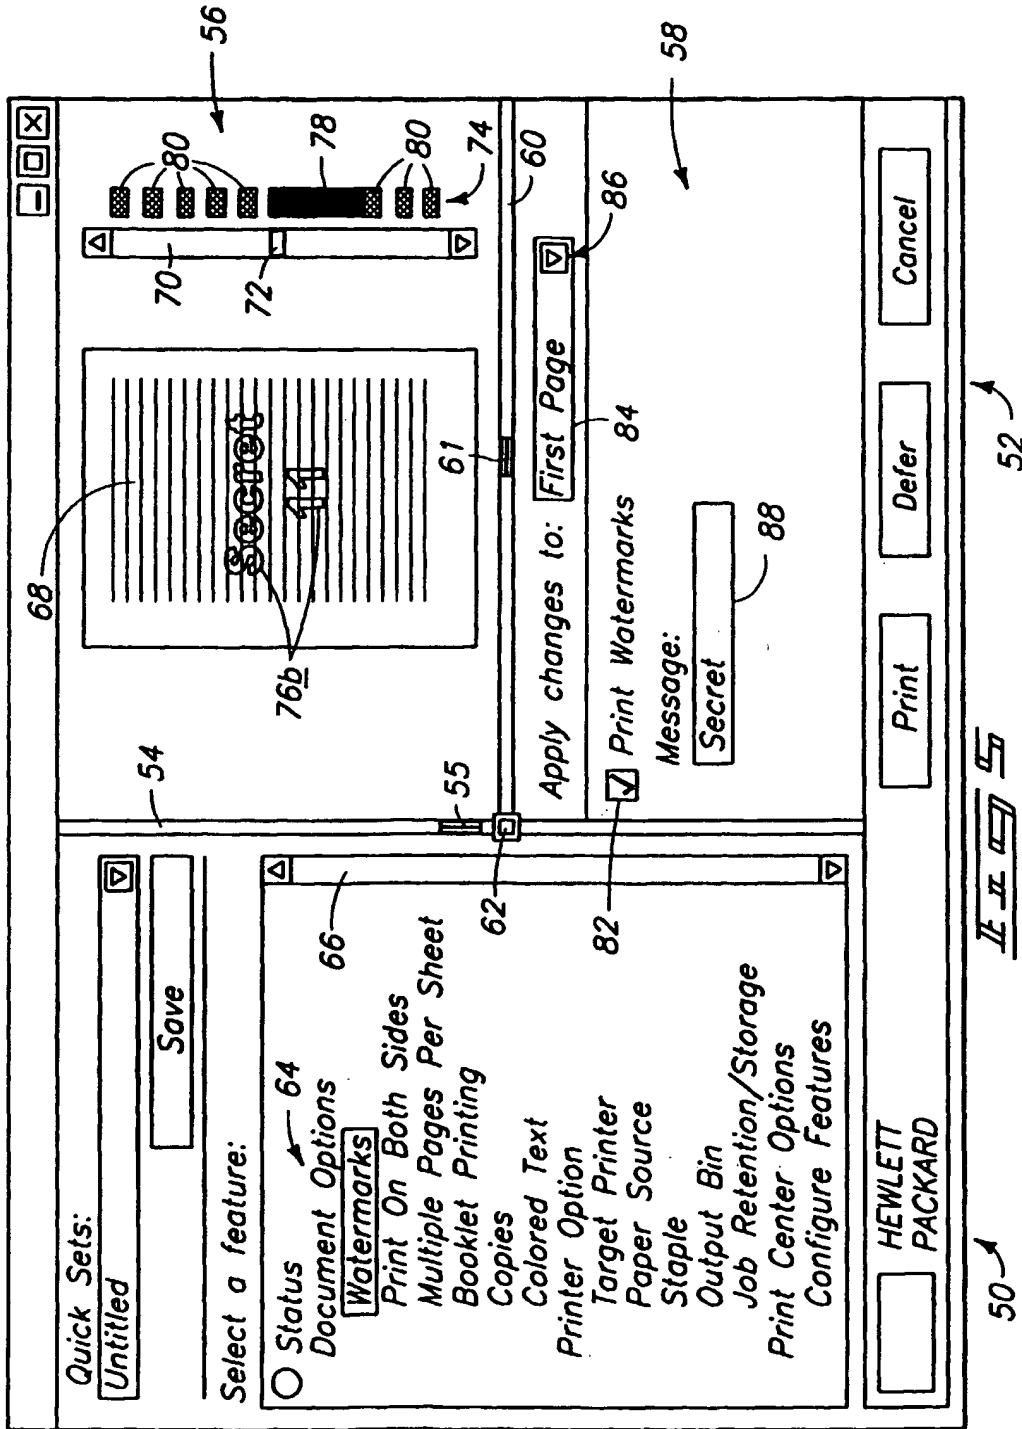 Quick Sets:
Untitled
Save
Select a feature:
Status
64
Document Options
Watermarks
Print On Both Sides
Multiple Pages Per Sheet
Booklet Printing
Copies
Colored Text
Printer Option
Target Printer
Paper Source
Staple
Output Bin
Job Retention/Storage
Print Center Options
Configure Features
66
54
55
62
82
68
Secret
11
76b
70
72
80
78
80
74
56
61
60
Apply changes to: First Page
84
86
Print Watermarks
Message:
Secret
88
58
HEWLETT
PACKARD
Print
Defer
Cancel
50
52
FIG 5